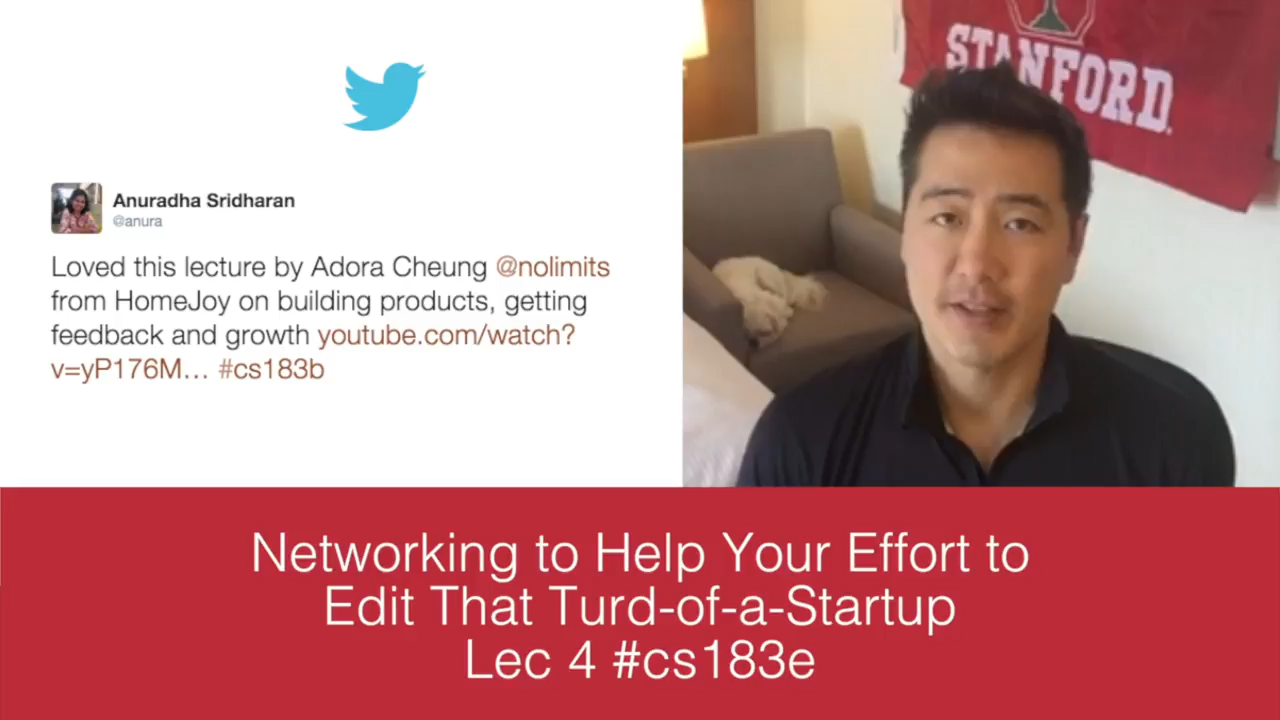 Anuradha Sridharan
@anura
Loved this lecture by Adora Cheung @nolimits
from HomeJoy on building products, getting
feedback and growth youtube.com/watch?
v=yP176M... #cs183b
STANFORD
Networking to Help Your Effort to
Edit That Turd-of-a-Startup
Lec 4 #cs183e